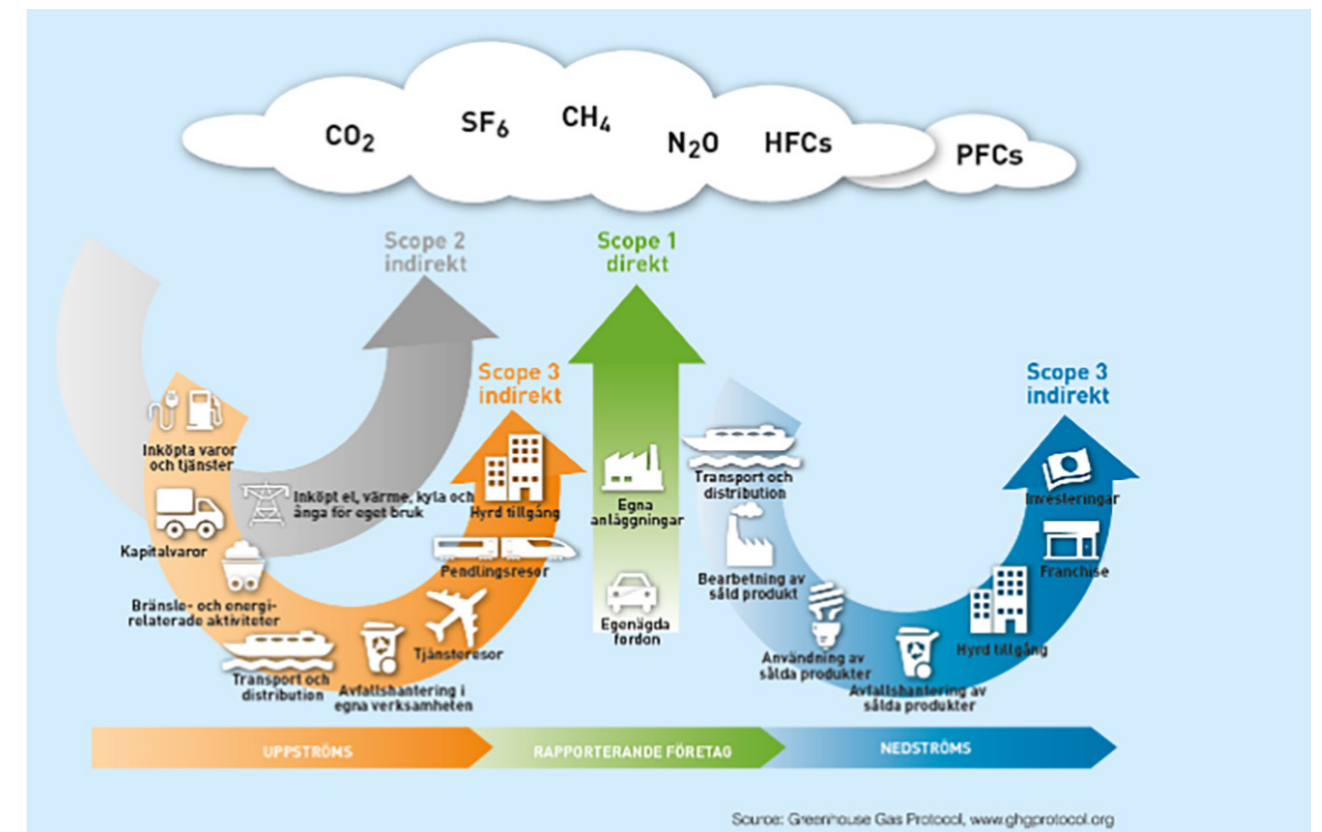 CO2
SF6
CH4
N2O
HFCs
PFCs
Scope 2
indirekt
Scope 1
direkt
Scope 3
indirekt
Scope 3
indirekt
Inköpta varor
och tjänster
Kapitalvaror
Bränsle- och energi-
relaterade aktiviteter
Transport och
distribution
Avfallshantering i
egna verksamheten
Tjänsteresor
Pendlingsresor
Hyrd tillgång
Inköpt el, värme, kyla och
ånga för eget bruk
Egna
anläggningar
Egenägda
fordon
Transport och
distribution
Bearbetning av
såld produkt
Användning av
sålda produkter
Avfallshantering av
sålda produkter
Hyrd tillgång
Franchise
Investeringar
UPPSTRÖMS
RAPPORTERANDE FÖRETAG
NEDSTRÖMS
Source: Greenhouse Gas Protocol, www.ghgprotocol.org